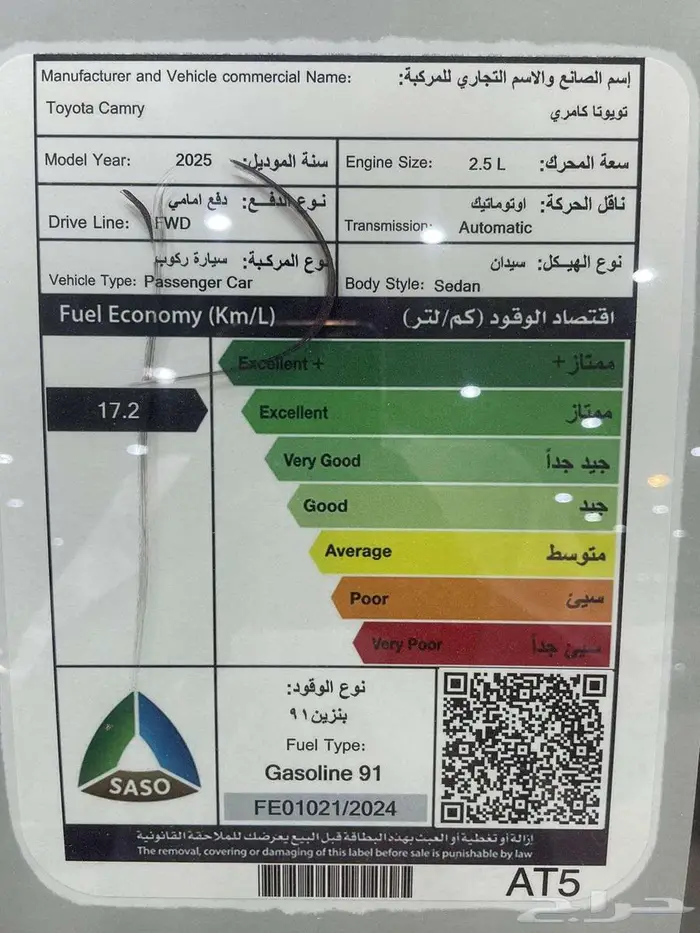 Manufacturer and Vehicle commercial Name: إسم الصانع والاسم التجاري للمركبة:
Toyota Camry تويوتا كامري
Model Year: 2025 سنة الموديل:
Engine Size: 2.5 L سعة المحرك:
نوع الدفع: دفع امامي
Drive Line: FWD
ناقل الحركة: اوتوماتيك
Transmission: Automatic
نوع المركبة: سيارة ركوب
Vehicle Type: Passenger Car
نوع الهيكل: سيدان
Body Style: Sedan
Fuel Economy (Km/L) اقتصاد الوقود (كم/لتر)
Excellent + ممتاز +
17.2
Excellent ممتاز
Very Good جيد جداً
Good جيد
Average متوسط
Poor سيئ
Very Poor سيئ جداً
SASO
نوع الوقود:
بنزين ٩١
Fuel Type:
Gasoline 91
FE01021/2024
إزالة أو تغطية أو العبث بهذه البطاقة قبل البيع يعرضك للملاحقة القانونية
The removal, covering or damaging of this label before sale is punishable by law
AT5
حراج